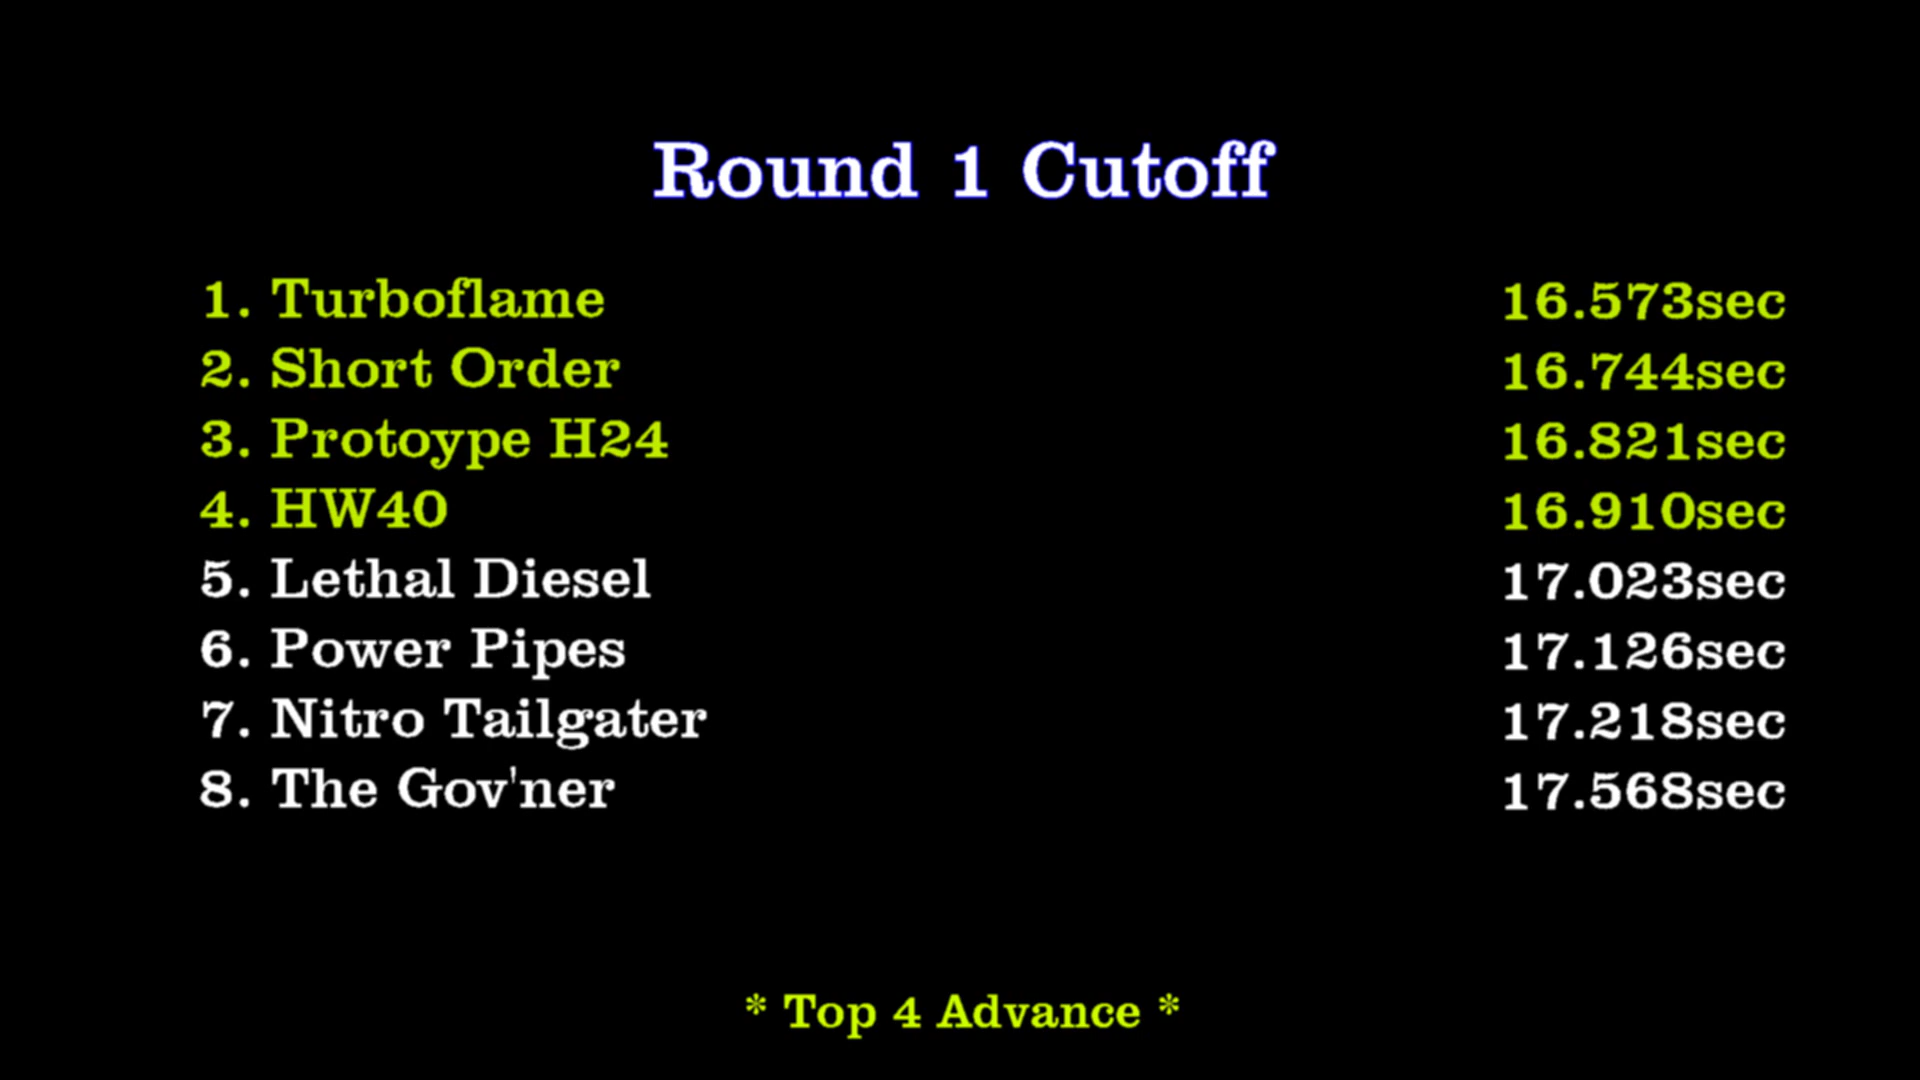 Round 1 Cutoff
1. Turboflame 16.573sec
2. Short Order 16.744sec
3. Protoype H24 16.821sec
4. HW40 16.910sec
5. Lethal Diesel 17.023sec
6. Power Pipes 17.126sec
7. Nitro Tailgater 17.218sec
8. The Gov'ner 17.568sec
* Top 4 Advance *